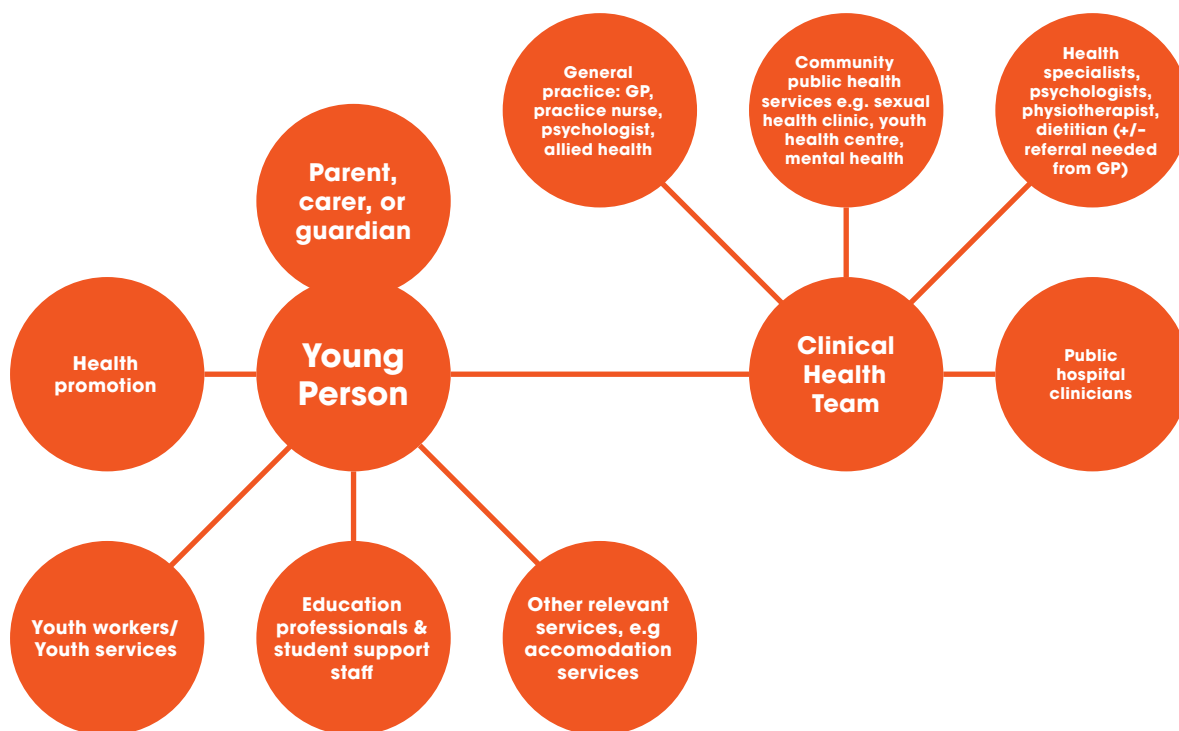 General
practice: GP,
practice nurse,
psychologist,
allied health
Community
public health
services e.g. sexual
health clinic, youth
health centre,
mental health
Health
specialists,
psychologists,
physiotherapist,
dietitian (+/–
referral needed
from GP)
Parent,
carer, or
guardian
Health
promotion
Young
Person
Clinical
Health
Team
Public
hospital
clinicians
Youth workers/
Youth services
Education
professionals &
student support
staff
Other relevant
services, e.g
accomodation
services